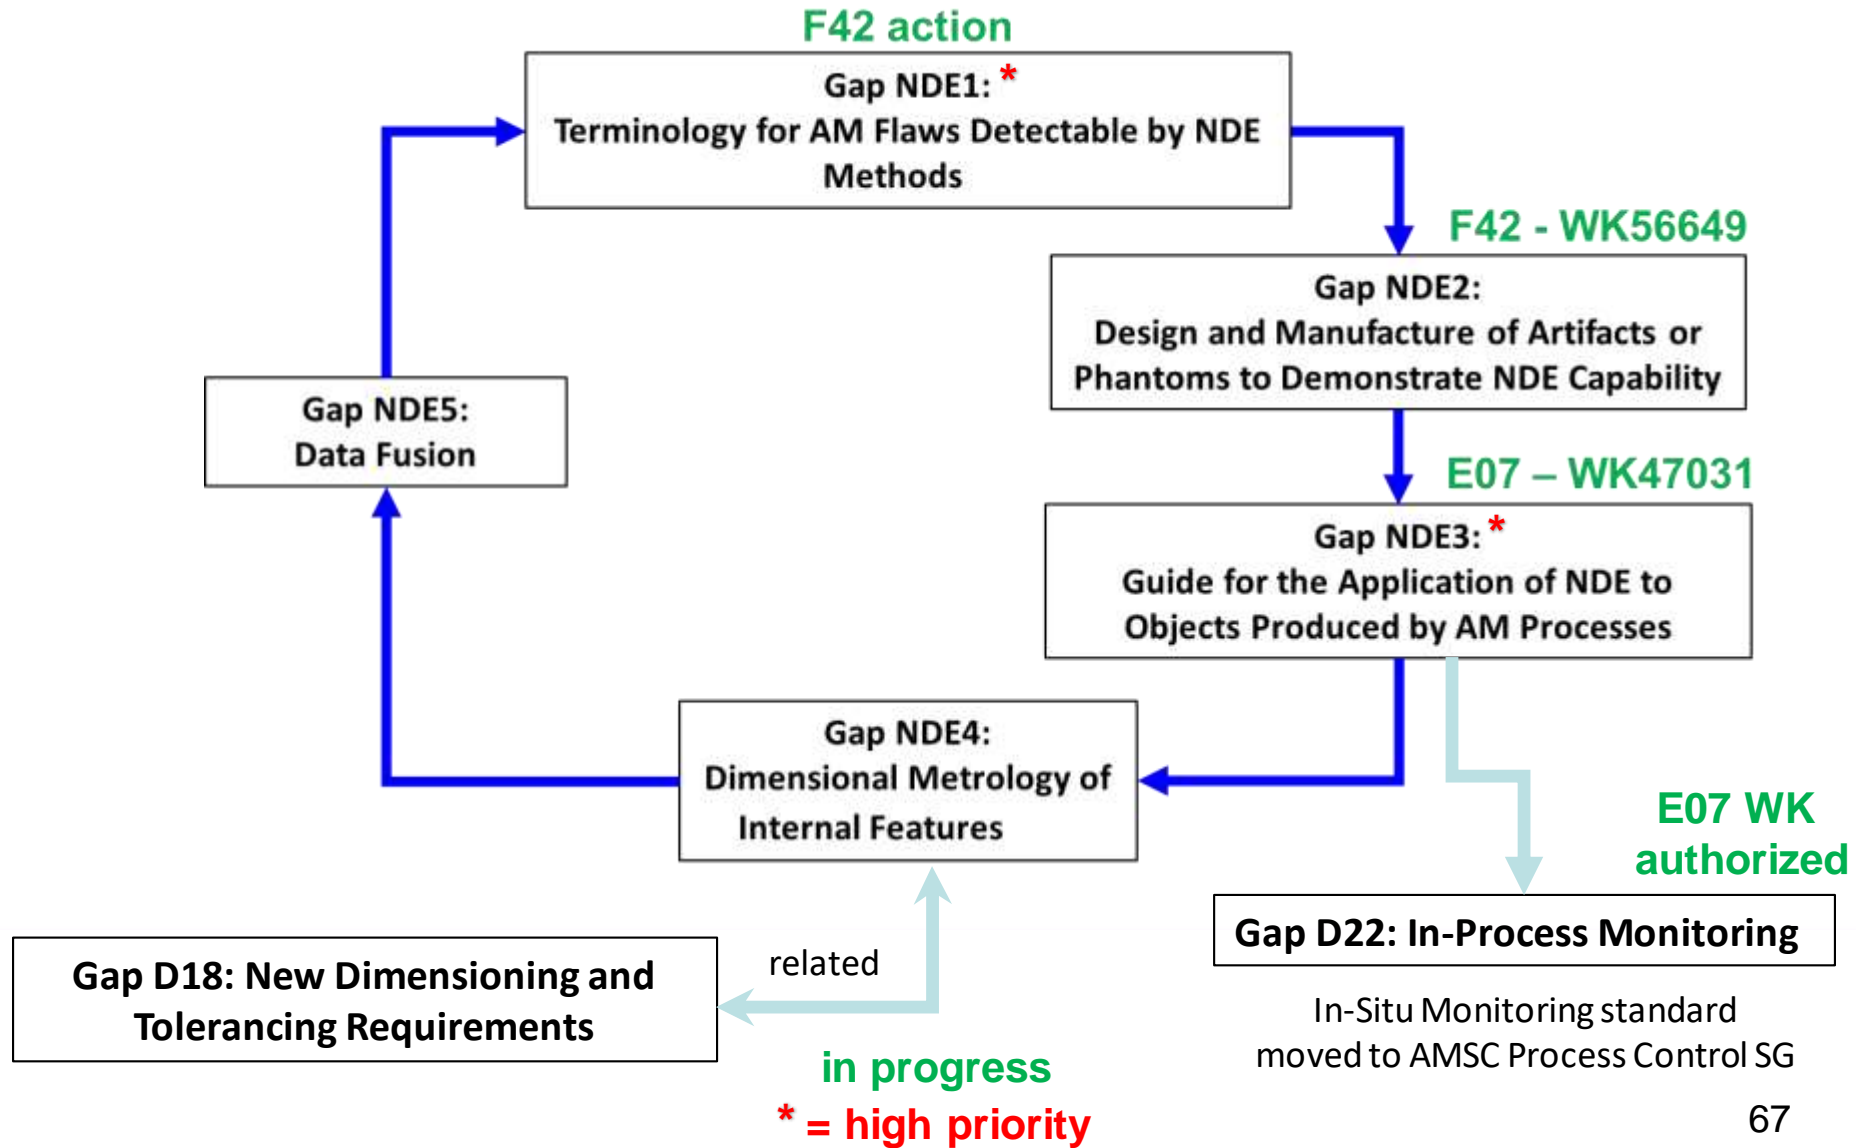 F42 action
Gap NDE1: *
Terminology for AM Flaws Detectable by NDE
Methods
F42 - WK56649
Gap NDE2:
Design and Manufacture of Artifacts or
Phantoms to Demonstrate NDE Capability
E07 – WK47031
Gap NDE3: *
Guide for the Application of NDE to
Objects Produced by AM Processes
Gap NDE5:
Data Fusion
Gap NDE4:
Dimensional Metrology of
Internal Features
E07 WK
authorized
Gap D22: In-Process Monitoring
In-Situ Monitoring standard
moved to AMSC Process Control SG
Gap D18: New Dimensioning and
Tolerancing Requirements
related
in progress
* = high priority
67